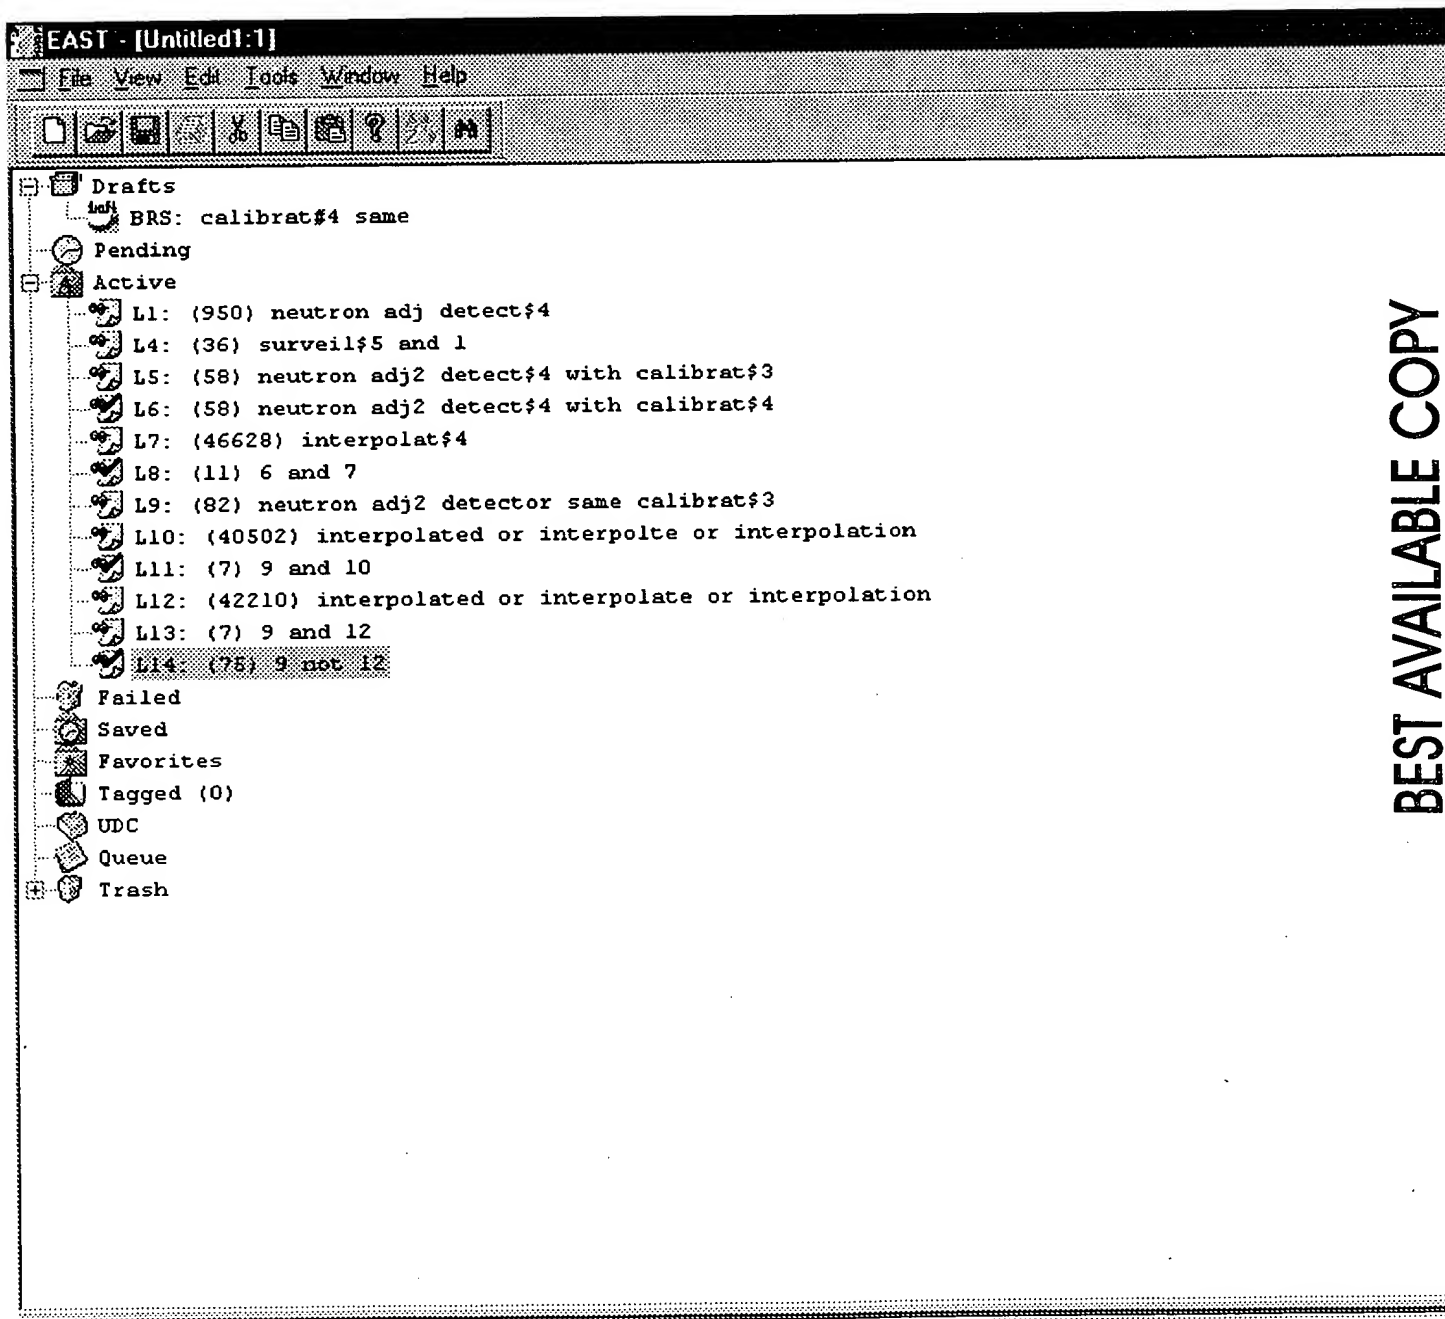 EAST - [Untitled1:1]
File View Edit Tools Window Help
Drafts
BRS: calibrat#4 same
Pending
Active
L1: (950) neutron adj detect$4
L4: (36) surveil$5 and 1
L5: (58) neutron adj2 detect$4 with calibrat$3
L6: (58) neutron adj2 detect$4 with calibrat$4
L7: (46628) interpolat$4
L8: (11) 6 and 7
L9: (82) neutron adj2 detector same calibrat$3
L10: (40502) interpolated or interpolte or interpolation
L11: (7) 9 and 10
L12: (42210) interpolated or interpolate or interpolation
L13: (7) 9 and 12
L14: (75) 9 not 12
Failed
Saved
Favorites
Tagged (0)
UDC
Queue
Trash
BEST AVAILABLE COPY